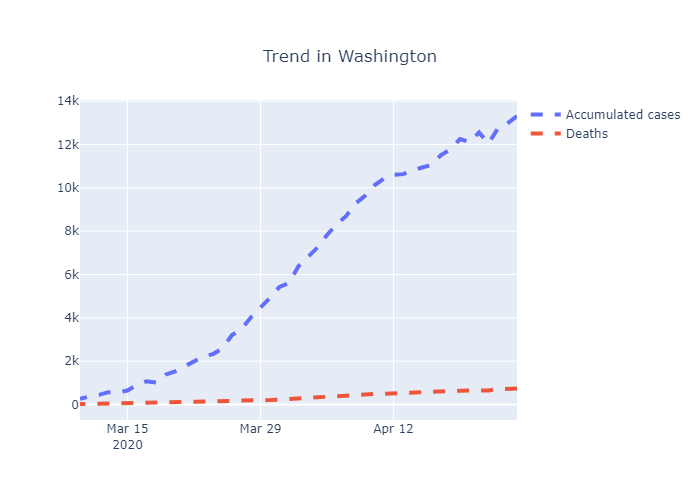 Trend in Washington
14k
12k
10k
8k
6k
4k
2k
0
Mar 15
2020
Mar 29
Apr 12
Accumulated cases
Deaths